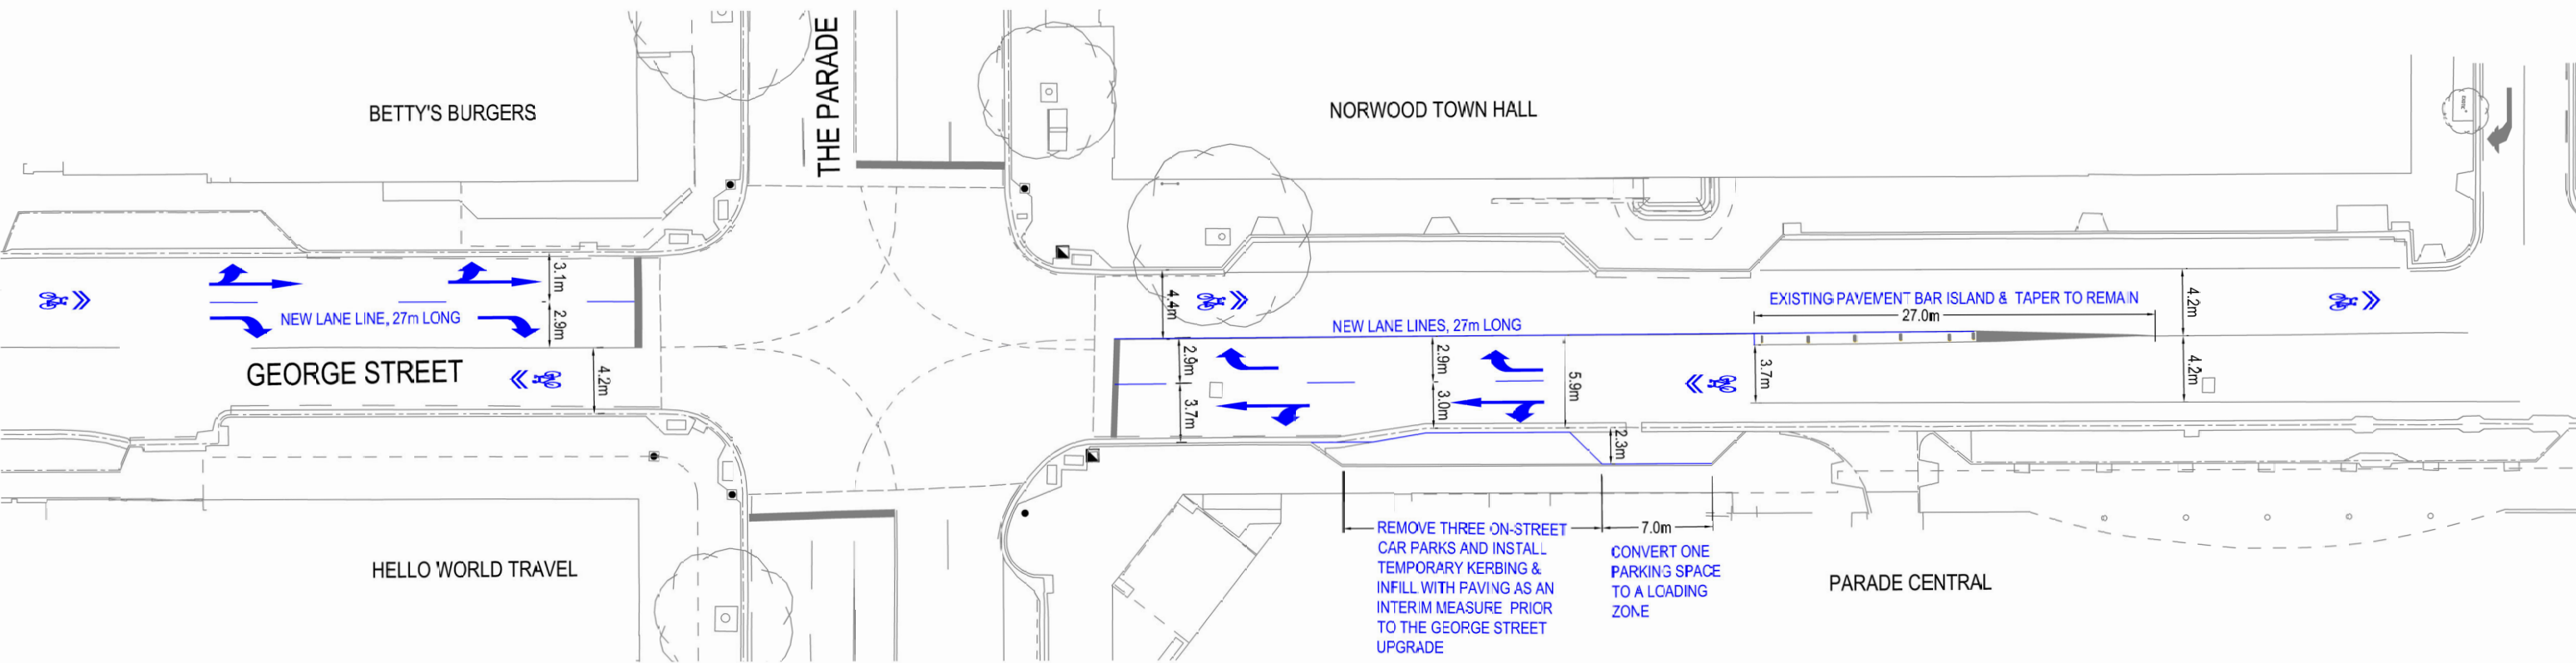 THE PARADE
BETTY'S BURGERS
NORWOOD TOWN HALL
3.1m
2.9m
NEW LANE LINE, 27m LONG
GEORGE STREET
4.2m
4.4m
NEW LANE LINES, 27m LONG
2.9m
3.7m
2.9m
3.0m
5.9m
2.3m
EXISTING PAVEMENT BAR ISLAND & TAPER TO REMAIN
27.0m
3.7m
4.2m
4.2m
HELLO WORLD TRAVEL
REMOVE THREE ON-STREET
CAR PARKS AND INSTALL
TEMPORARY KERBING &
INFILL WITH PAVING AS AN
INTERIM MEASURE PRIOR
TO THE GEORGE STREET
UPGRADE
7.0m
CONVERT ONE
PARKING SPACE
TO A LOADING
ZONE
PARADE CENTRAL